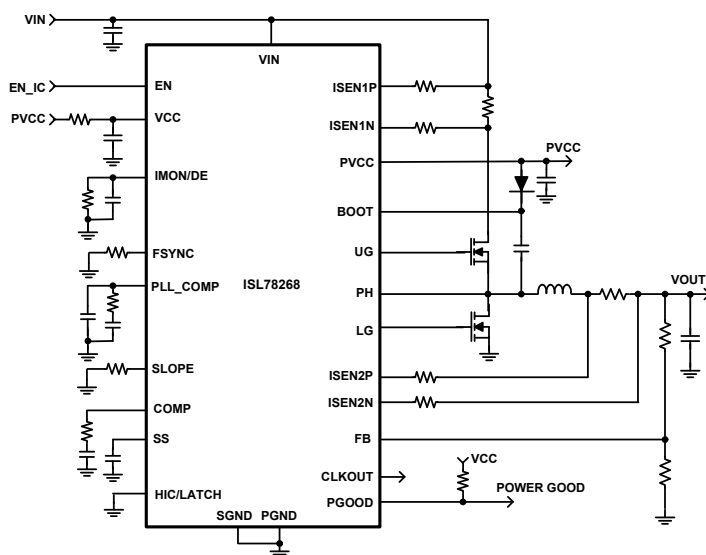 VIN
VIN
EN_IC
EN
ISEN1P
PVCC
VCC
ISEN1N
PVCC
PVCC
IMON/DE
BOOT
UG
FSYNC
ISL78268
PLL_COMP
PH
VOUT
LG
SLOPE
ISEN2P
ISEN2N
COMP
SS
FB
VCC
CLKOUT
HIC/LATCH
PGOOD
POWER GOOD
SGND PGND